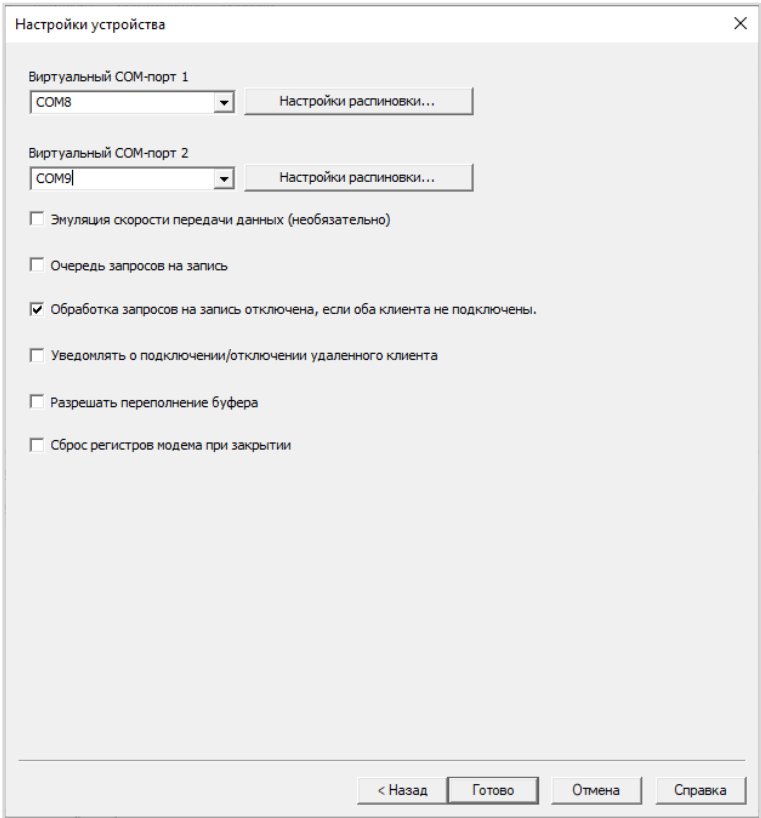 Настройки устройства
Виртуальный COM-порт 1
COM8
Настройки распиновки...
Виртуальный COM-порт 2
COM9
Настройки распиновки...
Эмуляция скорости передачи данных (необязательно)
Очередь запросов на запись
Обработка запросов на запись отключена, если оба клиента не подключены.
Уведомлять о подключении/отключении удаленного клиента
Разрешать переполнение буфера
Сброс регистров модема при закрытии
< Назад
Готово
Отмена
Справка